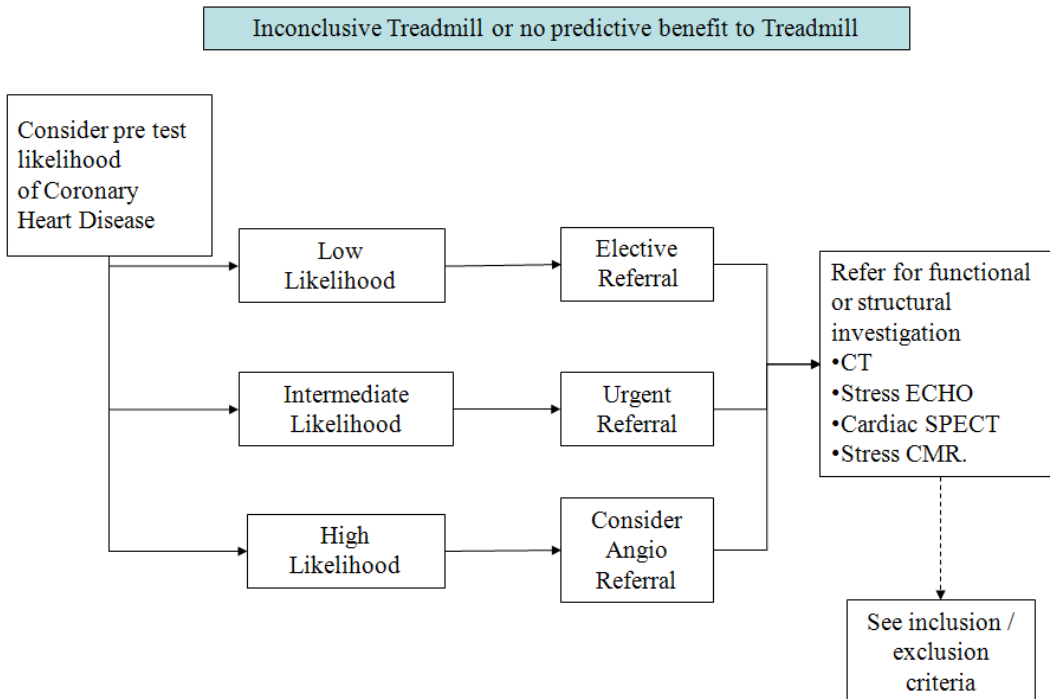 Inconclusive Treadmill or no predictive benefit to Treadmill
Consider pre test
likelihood
of Coronary
Heart Disease
Low
Likelihood
Elective
Referral
Intermediate
Likelihood
Urgent
Referral
High
Likelihood
Consider
Angio
Referral
Refer for functional
or structural
investigation
•CT
•Stress ECHO
•Cardiac SPECT
•Stress CMR.
See inclusion /
exclusion
criteria